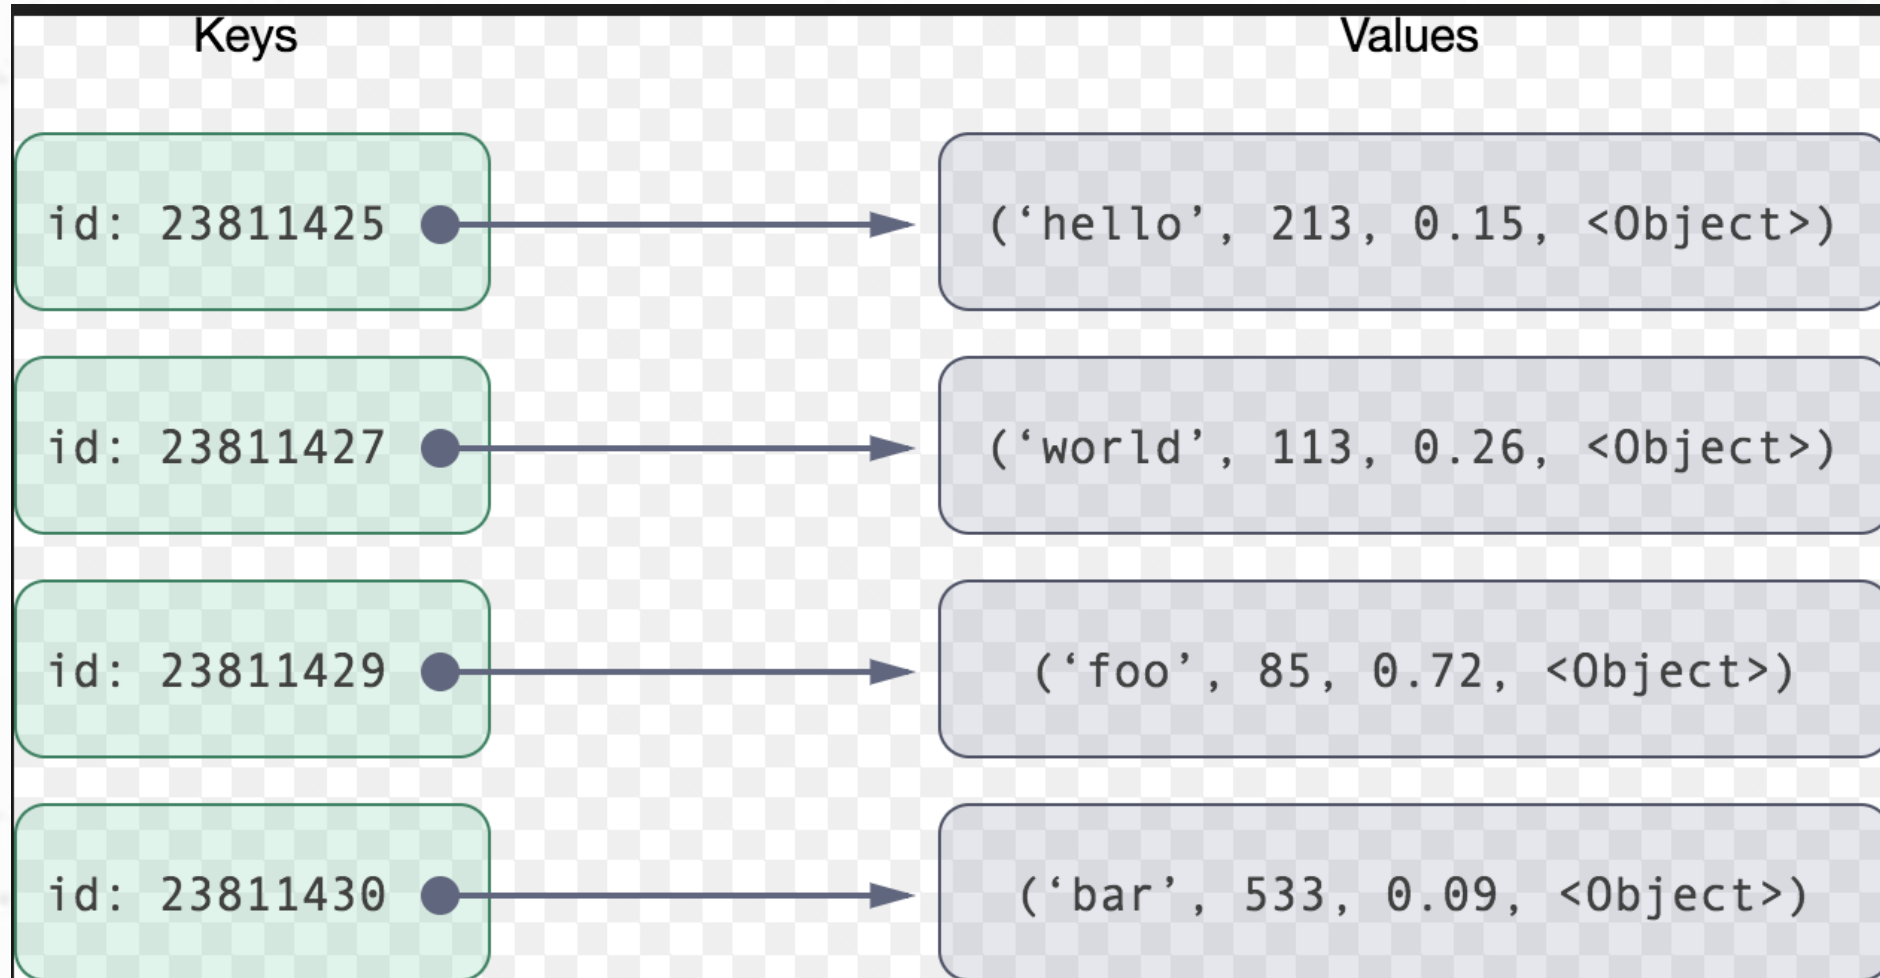 Keys Values
id: 23811425 (‘hello’, 213, 0.15, <Object>)
id: 23811427 (‘world’, 113, 0.26, <Object>)
id: 23811429 (‘foo’, 85, 0.72, <Object>)
id: 23811430 (‘bar’, 533, 0.09, <Object>)